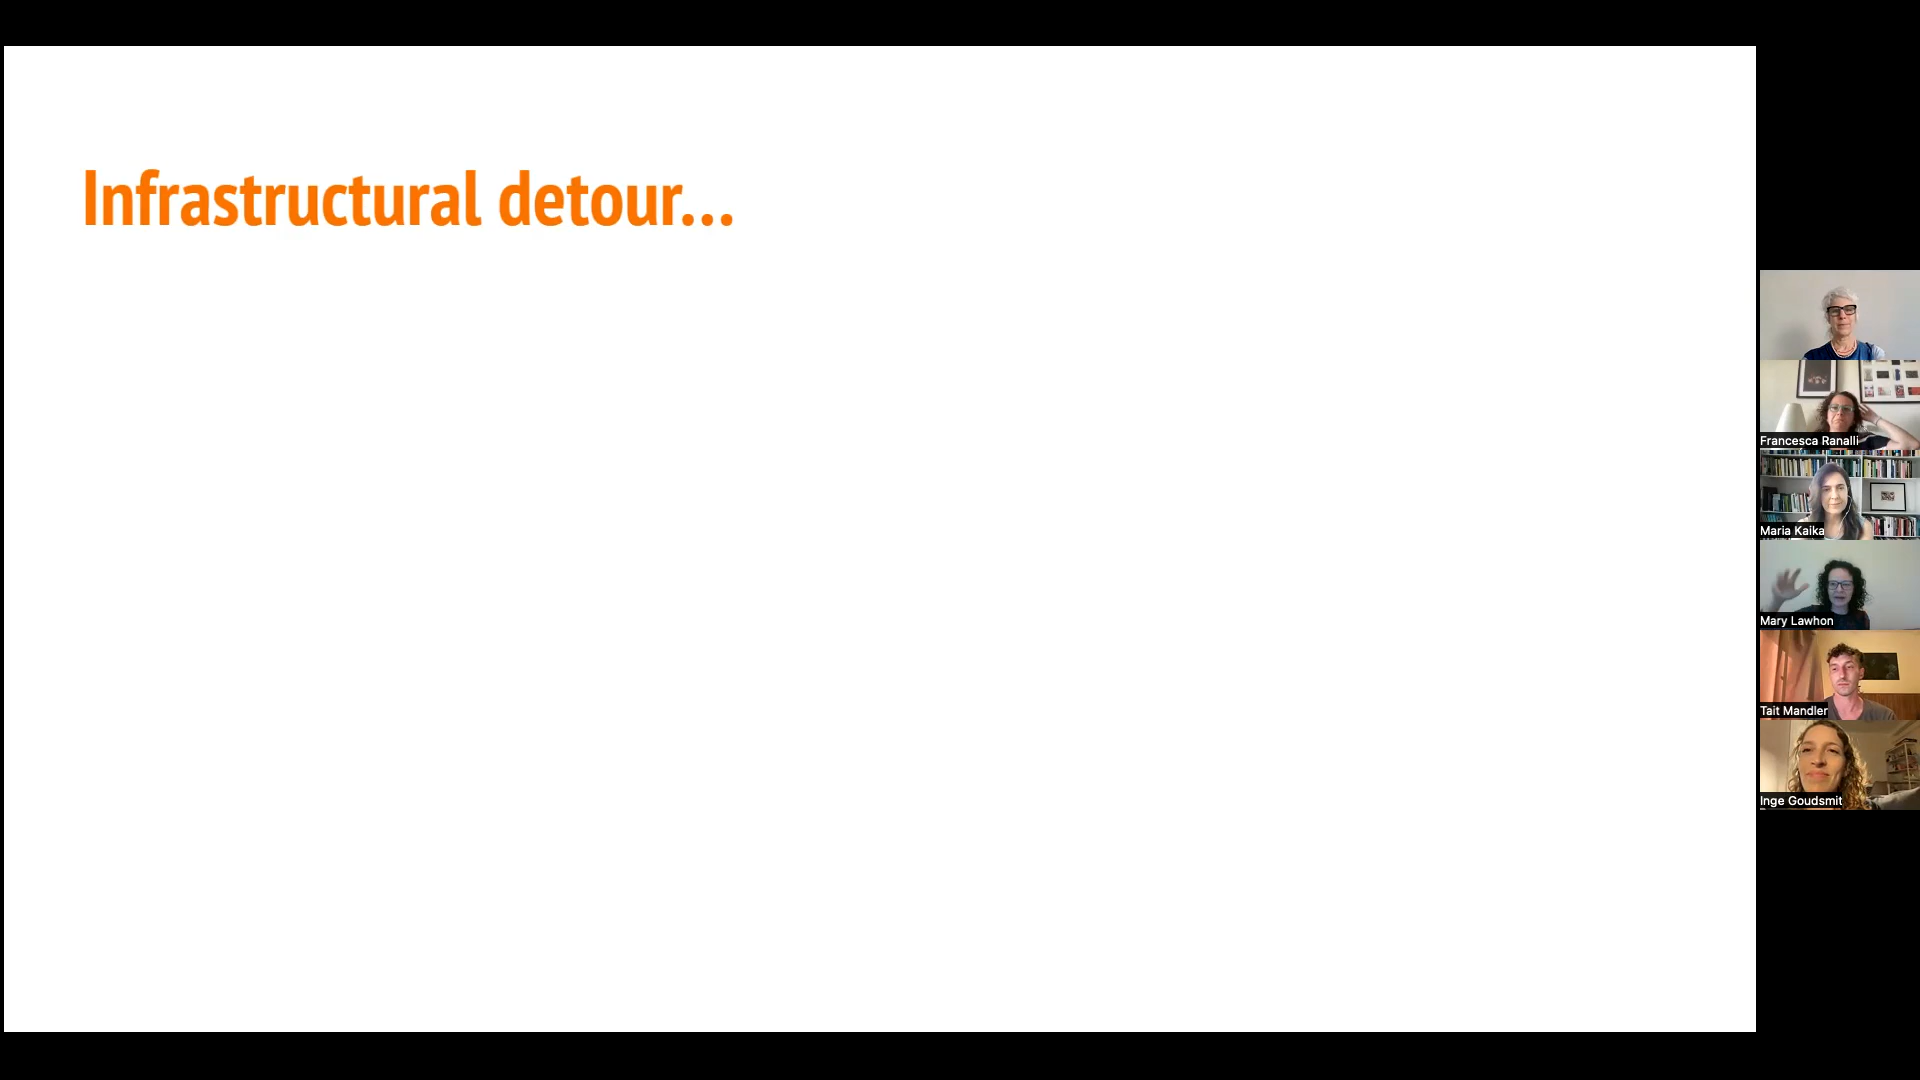 Infrastructural detour...
Francesca Ranalli
Maria Kaika
Mary Lawhon
Tait Mandler
Inge Goudsmit